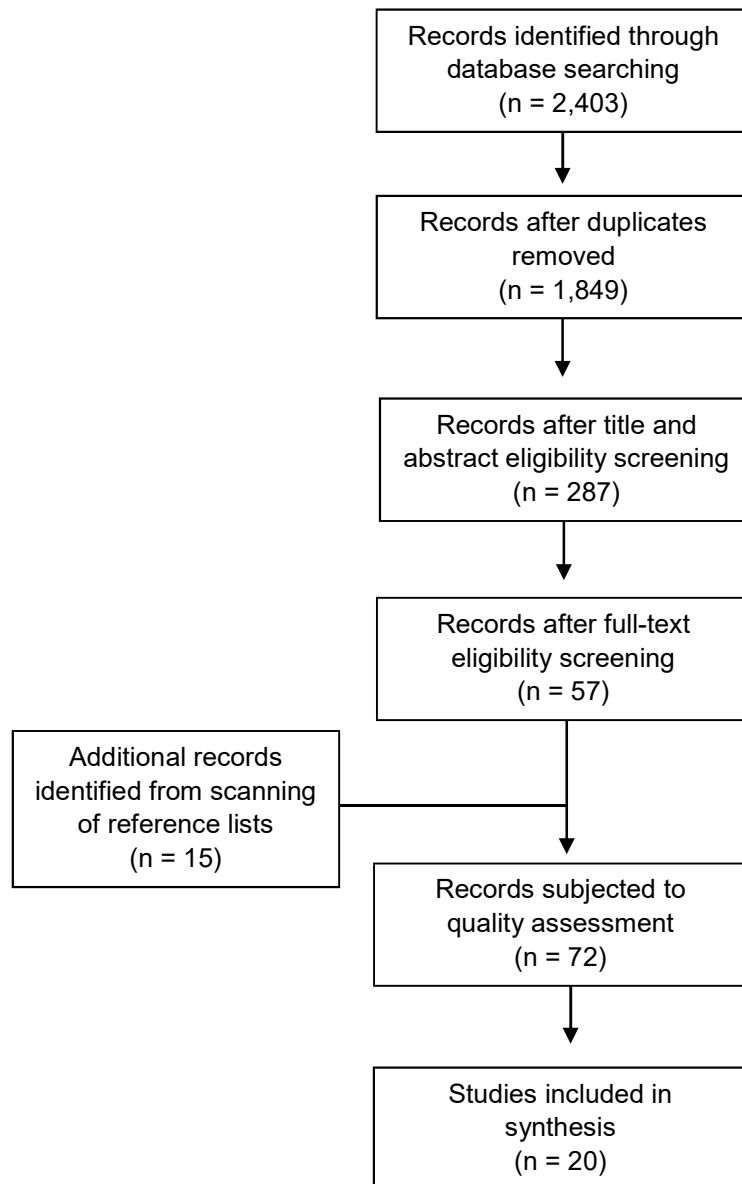 Records identified through
database searching
(n = 2,403)
Records after duplicates
removed
(n = 1,849)
Records after title and
abstract eligibility screening
(n = 287)
Records after full-text
eligibility screening
(n = 57)
Additional records
identified from scanning
of reference lists
(n = 15)
Records subjected to
quality assessment
(n = 72)
Studies included in
synthesis
(n = 20)